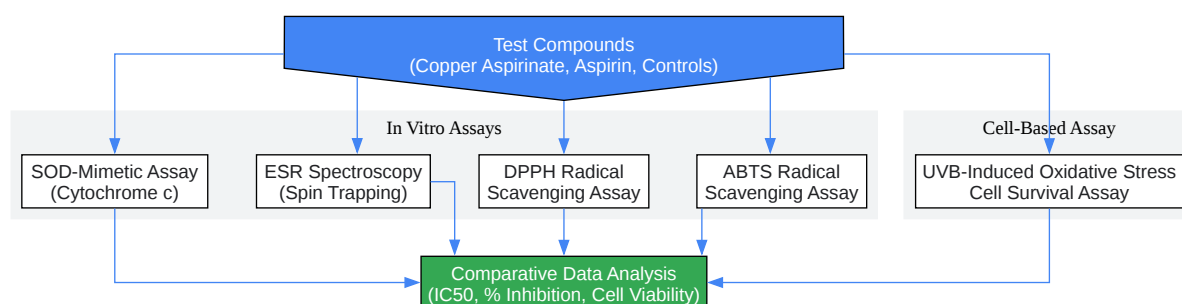 Test Compounds
(Copper Aspirinate, Aspirin, Controls)
In Vitro Assays
Cell-Based Assay
SOD-Mimetic Assay
(Cytochrome c)
ESR Spectroscopy
(Spin Trapping)
DPPH Radical
Scavenging Assay
ABTS Radical
Scavenging Assay
UVB-Induced Oxidative Stress
Cell Survival Assay
Comparative Data Analysis
(IC50, % Inhibition, Cell Viability)